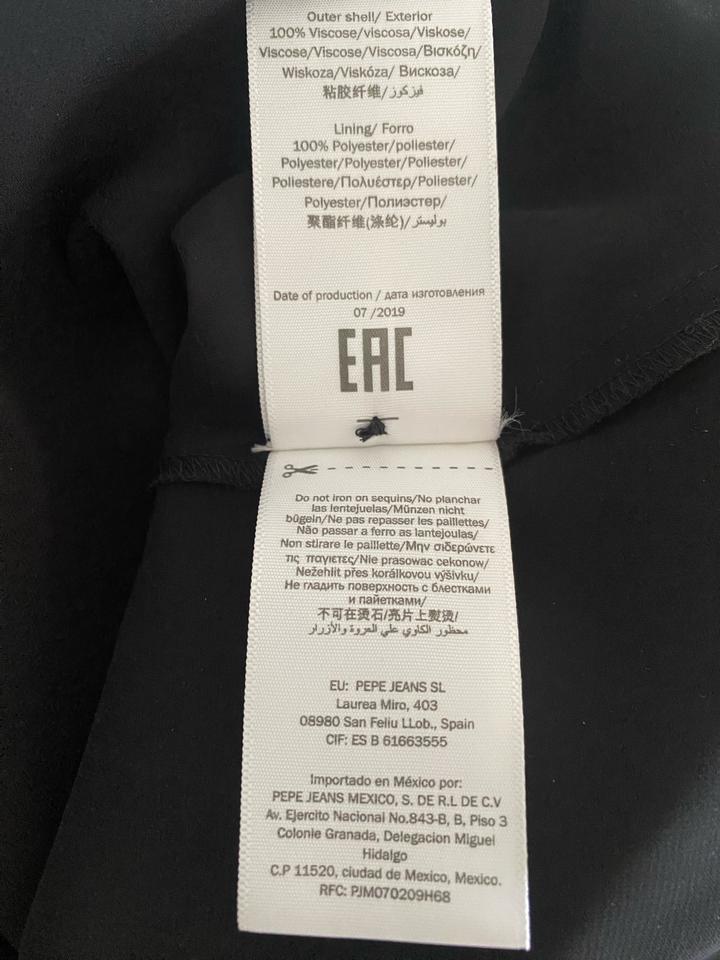 Outer shell/ Exterior
100% Viscose/viscosa/Viskose/
Viscose/Viscose/Viscosa/Βισκόζη/
Wiskoza/Viskóza/ Вискоза/
粘胶纤维/فيزكوز/
Lining/ Forro
100% Polyester/poliester/
Polyester/Polyester/Poliester/
Poliestere/Πολυέστερ/Poliester/
Polyester/Полиэстер/
聚酯纤维(涤纶)/بوليستر/
Date of production / дата изготовления
07 /2019
EAC
Do not iron on sequins/No planchar
las lentejuelas/Münzen nicht
bügeln/Ne pas repasser les paillettes/
Não passar a ferro as lantejoulas/
Non stirare le paillette/Μην σιδερώνετε
τις παγιετες/Nie prasowac cekonow/
Nežehlit přes korálkovou výšivku/
Не гладить поверхность с блестками
и пайетками/
不可在烫石/亮片上熨烫/
محظور الكاوي علي العروة والأزرار
EU: PEPE JEANS SL
Laurea Miro, 403
08980 San Feliu LLob., Spain
CIF: ES B 61663555
Importado en México por:
PEPE JEANS MEXICO, S. DE R.L DE C.V
Av. Ejercito Nacional No.843-B, B, Piso 3
Colonie Granada, Delegacion Miguel
Hidalgo
C.P 11520, ciudad de Mexico, Mexico.
RFC: PJM070209H68